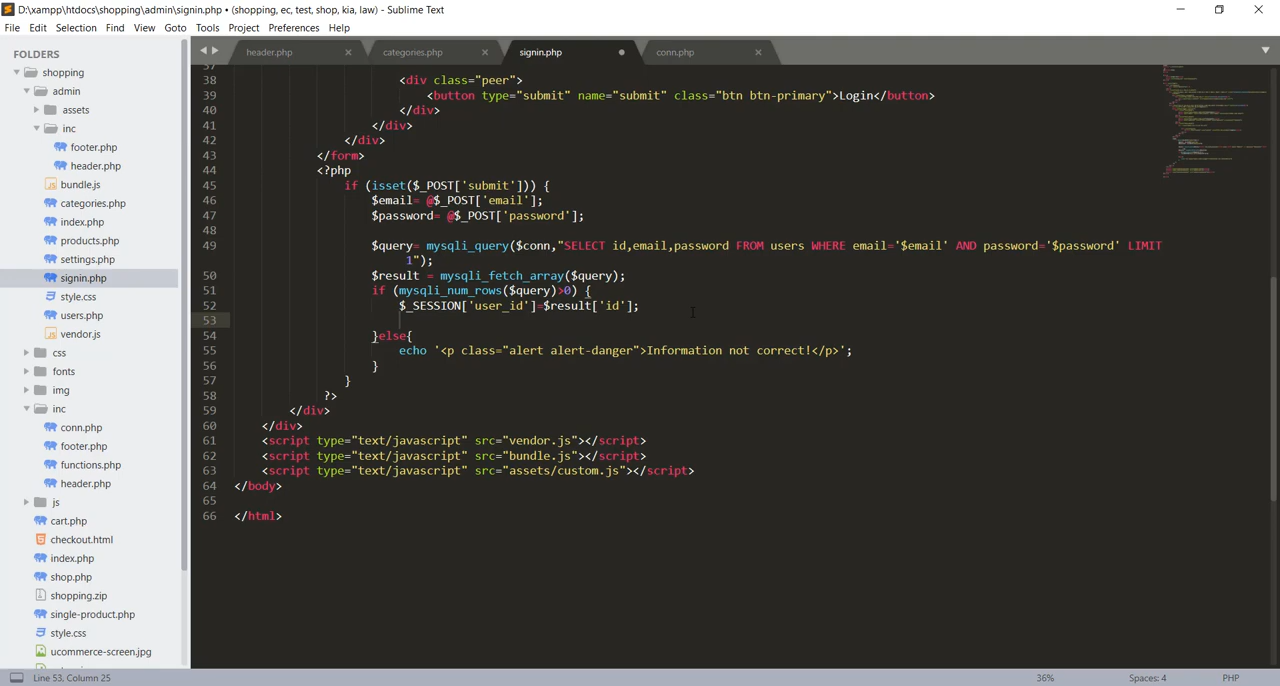 D:\xampp\htdocs\shopping\admin\signin.php • (shopping, ec, test, shop, kia, law) - Sublime Text
File Edit Selection Find View Goto Tools Project Preferences Help
FOLDERS
shopping
admin
assets
inc
footer.php
header.php
bundle.js
categories.php
index.php
products.php
settings.php
signin.php
style.css
users.php
vendor.js
css
fonts
img
inc
conn.php
footer.php
functions.php
header.php
js
cart.php
checkout.html
index.php
shop.php
shopping.zip
single-product.php
style.css
ucommerce-screen.jpg
header.php categories.php signin.php conn.php
37
38 <div class="peer">
39 <button type="submit" name="submit" class="btn btn-primary">Login</button>
40 </div>
41 </div>
42 </div>
43 </form>
44 <?php
45 if (isset($_POST['submit'])) {
46 $email= @$_POST['email'];
47 $password= @$_POST['password'];
48
49 $query= mysqli_query($conn,"SELECT id,email,password FROM users WHERE email='$email' AND password='$password' LIMIT
1");
50 $result = mysqli_fetch_array($query);
51 if (mysqli_num_rows($query)>0) {
52 $_SESSION['user_id']=$result['id'];
53
54 }else{
55 echo '<p class="alert alert-danger">Information not correct!</p>';
56 }
57 }
58 ?>
59 </div>
60 </div>
61 <script type="text/javascript" src="vendor.js"></script>
62 <script type="text/javascript" src="bundle.js"></script>
63 <script type="text/javascript" src="assets/custom.js"></script>
64 </body>
65
66 </html>
Line 53, Column 25 36% Spaces: 4 PHP